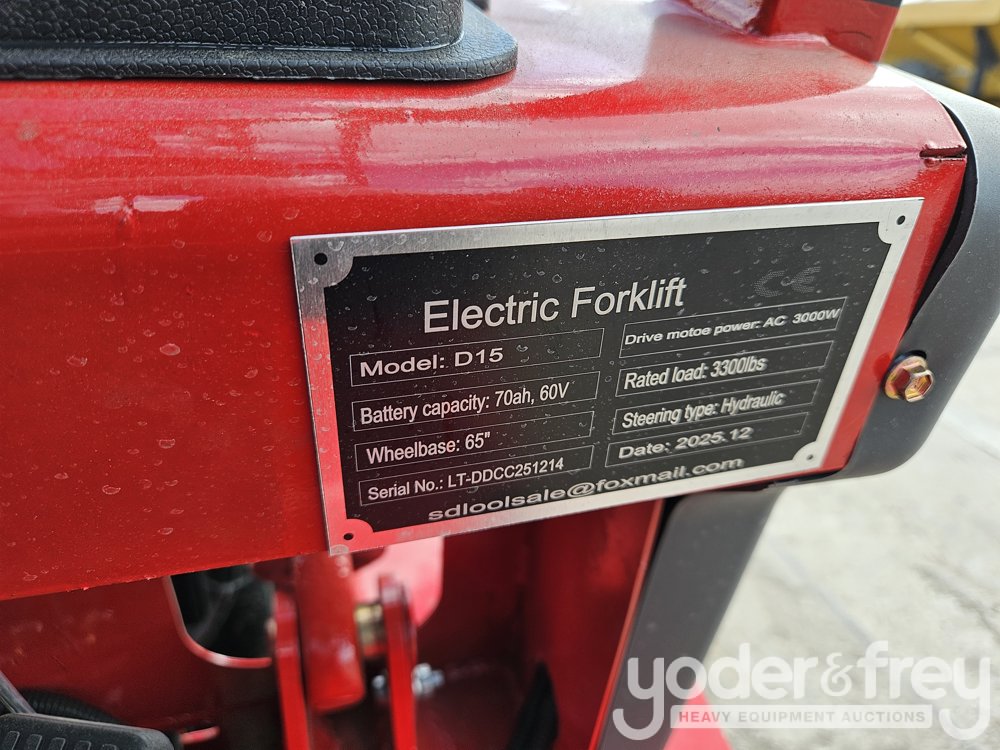 Electric Forklift
CE
Model: D15
Drive motoe power: AC 3000W
Battery capacity: 70ah, 60V
Rated load: 3300lbs
Wheelbase: 65"
Steering type: Hydraulic
Serial No.: LT-DDCC251214
Date: 2025.12
sdloolsale@foxmail.com
yoder&frey
HEAVY EQUIPMENT AUCTIONS